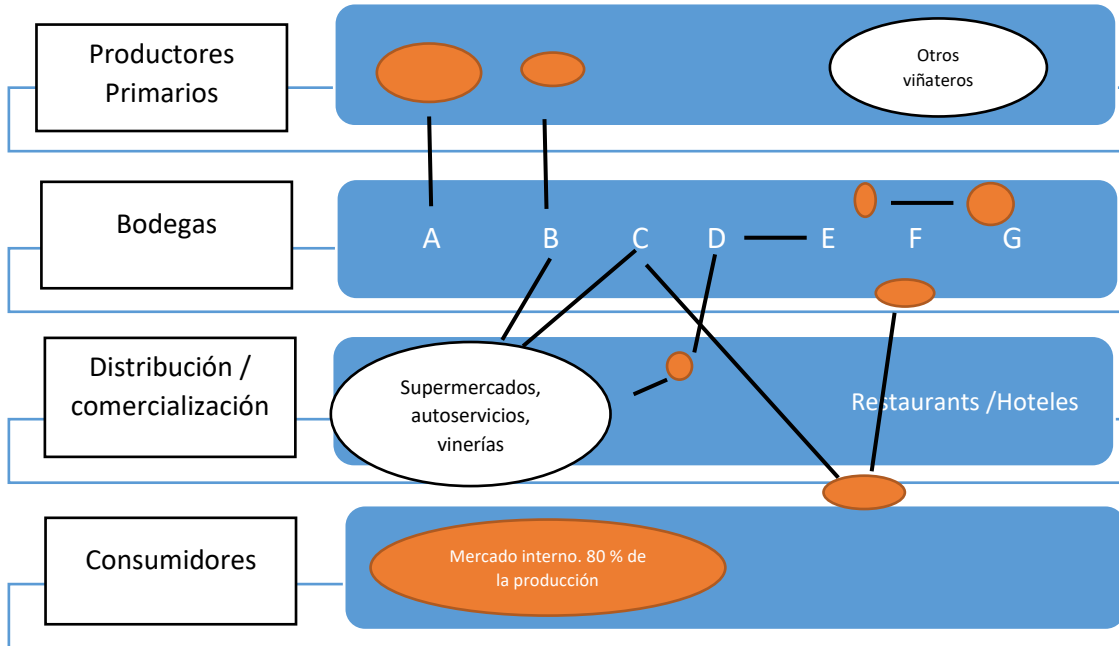 Productores
Primarios
Otros
viñateros
Bodegas
A B C D E F G
Distribución /
comercialización
Supermercados,
autoservicios,
vinerías
Restaurants /Hoteles
Consumidores
Mercado interno. 80 % de
la producción